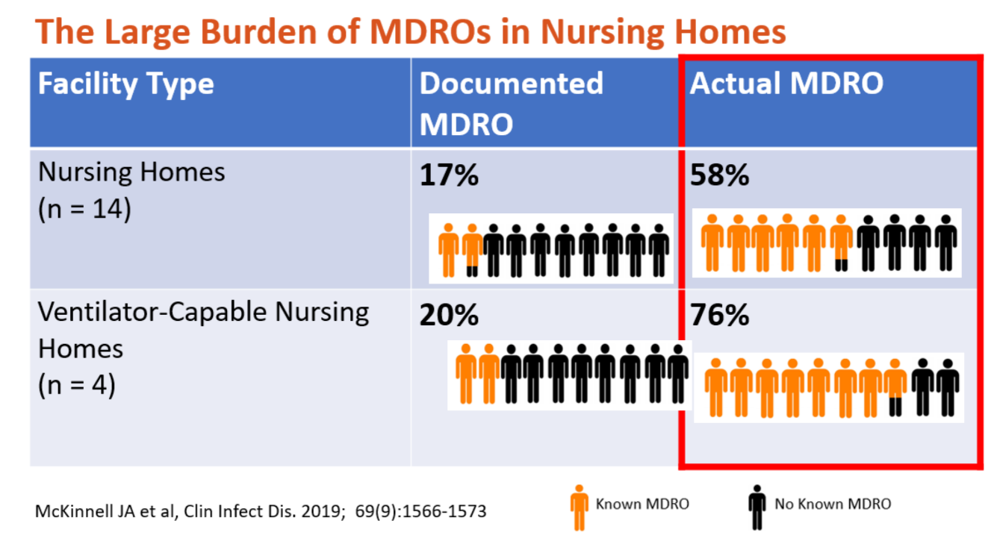 The Large Burden of MDROs in Nursing Homes
Facility Type
Documented
MDRO
Actual MDRO
Nursing Homes
(n = 14)
17%
58%
Ventilator-Capable Nursing
Homes
(n = 4)
20%
76%
McKinnell JA et al, Clin Infect Dis. 2019;  69(9):1566-1573
Known MDRO
No Known MDRO